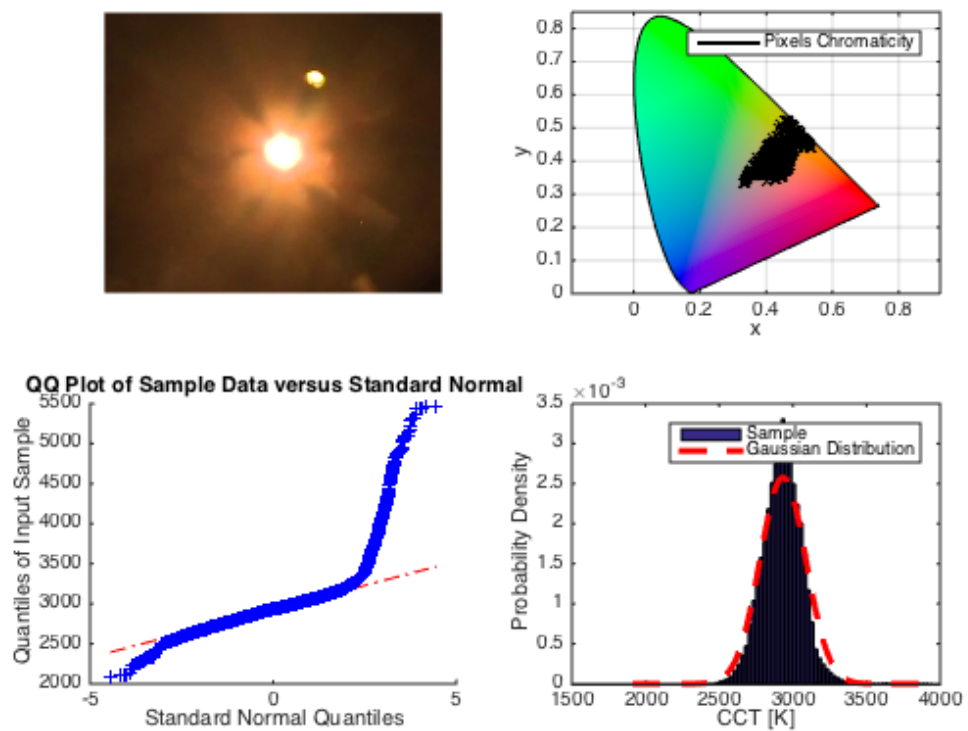 0.8
0.7
0.6
0.5
0.4
0.3
0.2
0.1
0
y
Pixels Chromaticity
0 0.2 0.4 0.6 0.8
x
QQ Plot of Sample Data versus Standard Normal
5500
5000
4500
4000
3500
3000
2500
2000
Quantiles of Input Sample
-5 0 5
Standard Normal Quantiles
×10⁻³
3.5
3
2.5
2
1.5
1
0.5
0
Probability Density
Sample
Gaussian Distribution
1500 2000 2500 3000 3500 4000
CCT [K]